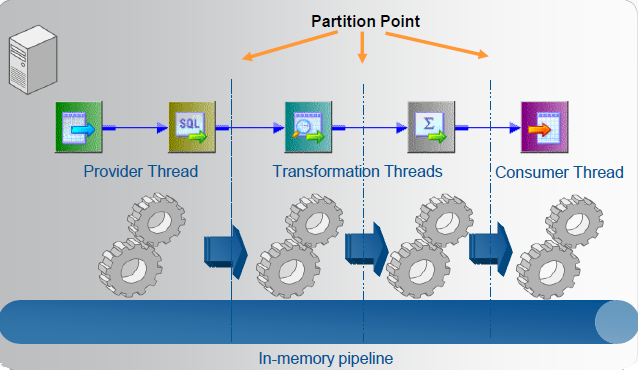 Partition Point
SQL
Σ
Provider Thread
Transformation Threads
Consumer Thread
In-memory pipeline